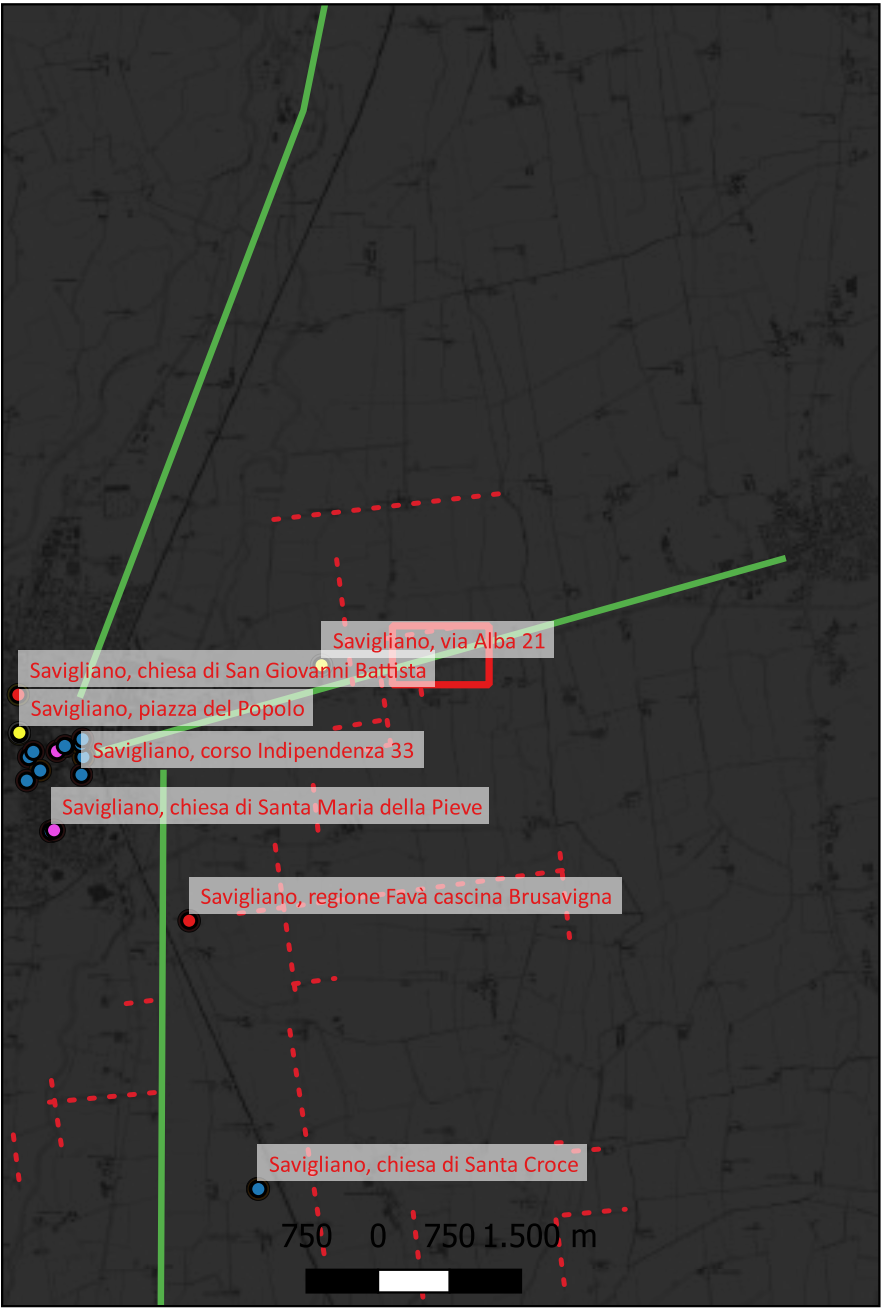 Savigliano, via Alba 21
Savigliano, chiesa di San Giovanni Battista
Savigliano, piazza del Popolo
Savigliano, corso Indipendenza 33
Savigliano, chiesa di Santa Maria della Pieve
Savigliano, regione Favà cascina Brusavigna
Savigliano, chiesa di Santa Croce
750 0 750 1.500 m